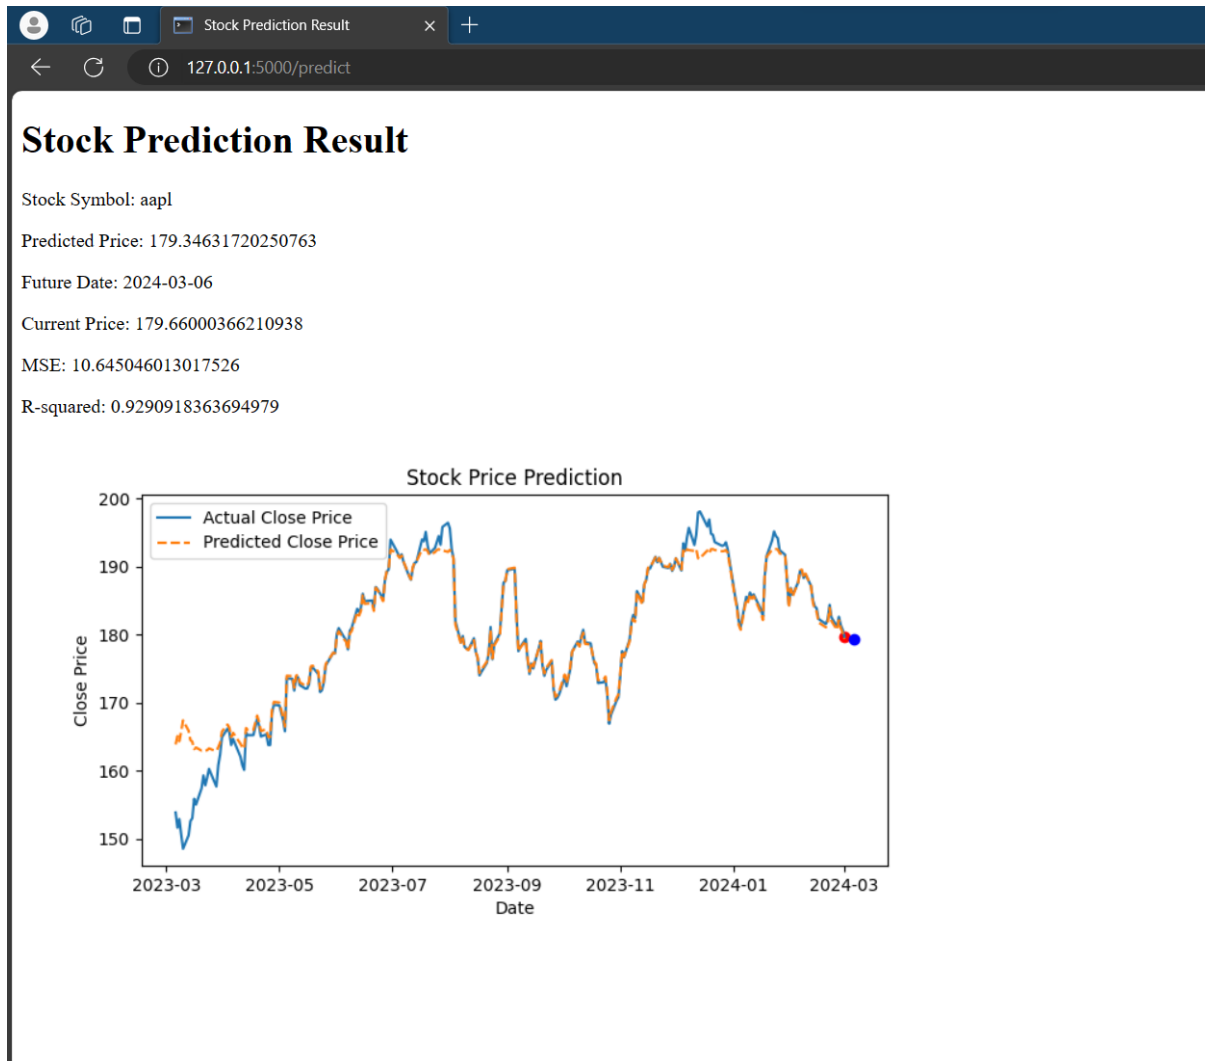 Stock Prediction Result
127.0.0.1:5000/predict
Stock Prediction Result
Stock Symbol: aapl
Predicted Price: 179.34631720250763
Future Date: 2024-03-06
Current Price: 179.66000366210938
MSE: 10.645046013017526
R-squared: 0.9290918363694979
Stock Price Prediction
Actual Close Price
Predicted Close Price
200
190
180
170
160
150
Close Price
2023-03 2023-05 2023-07 2023-09 2023-11 2024-01 2024-03
Date